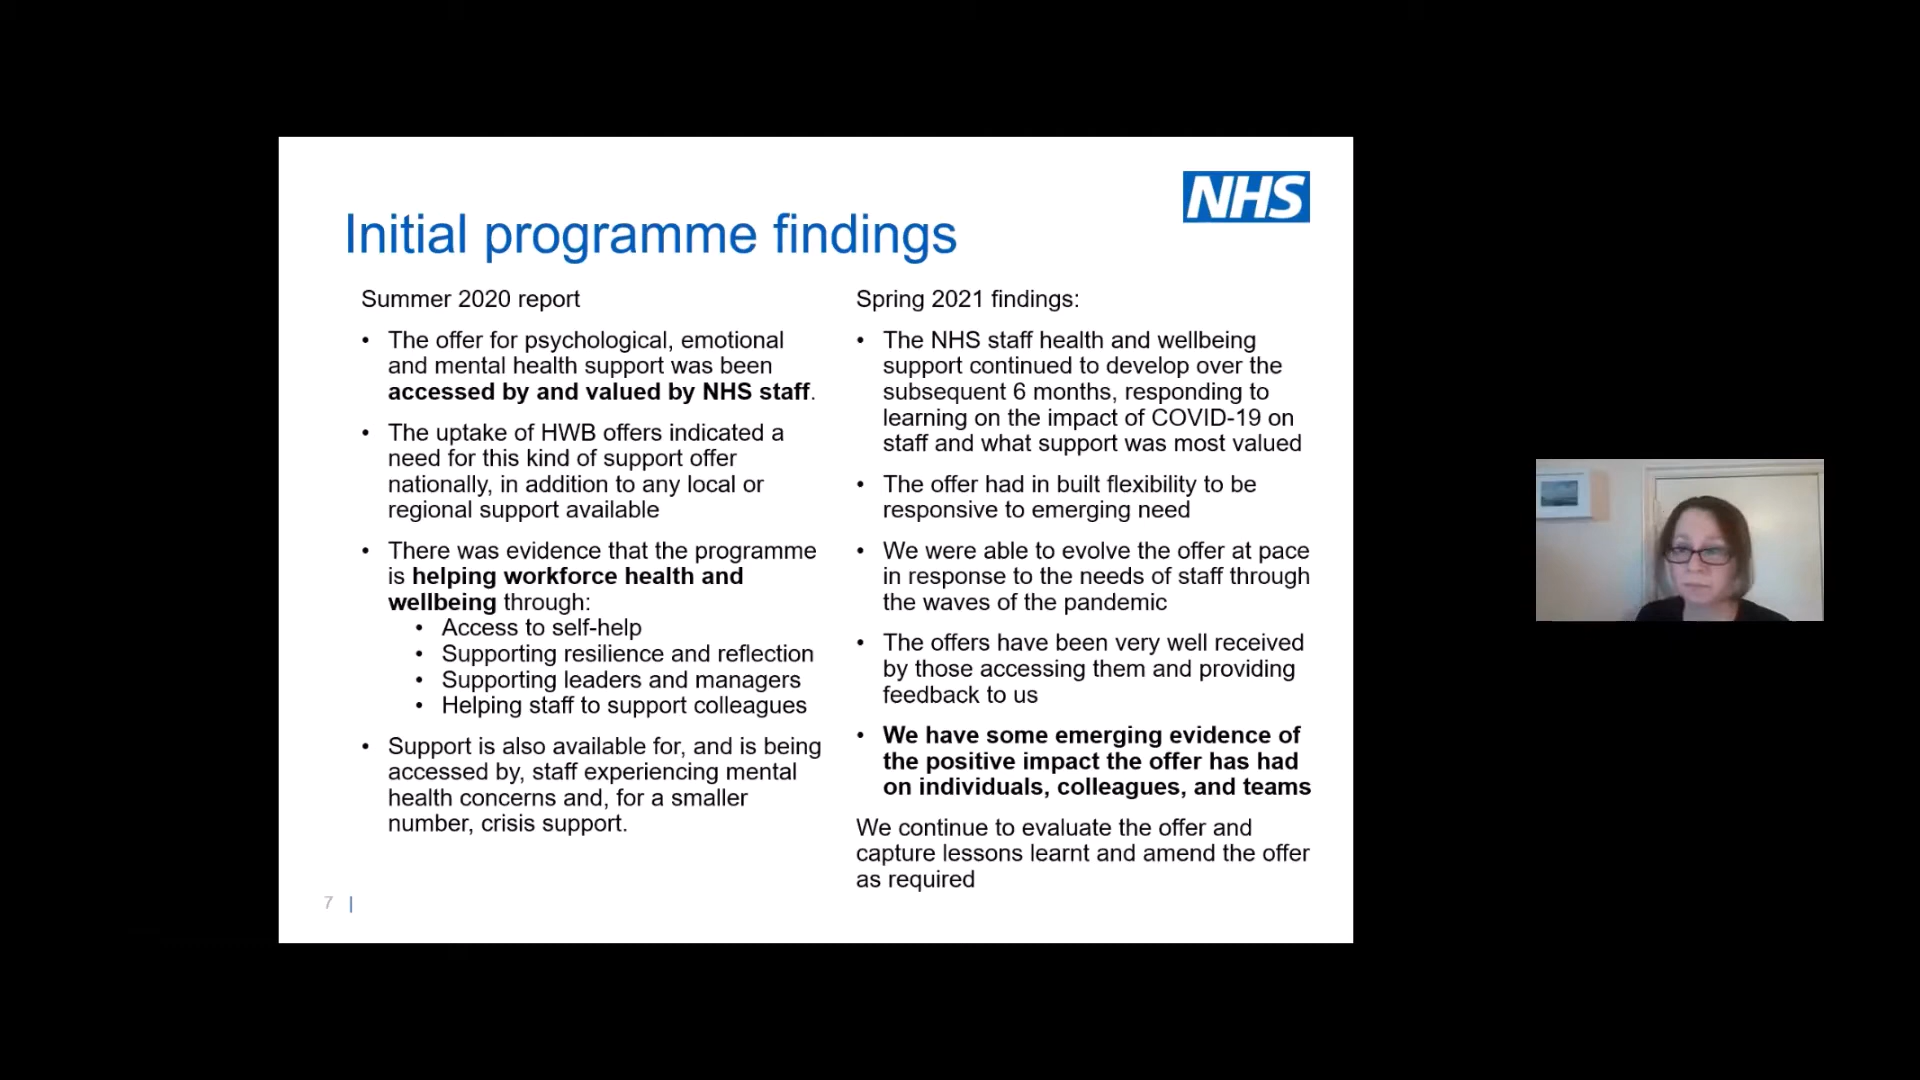 NHS
Initial programme findings
Summer 2020 report
• The offer for psychological, emotional
and mental health support was been
accessed by and valued by NHS staff.
• The uptake of HWB offers indicated a
need for this kind of support offer
nationally, in addition to any local or
regional support available
• There was evidence that the programme
is helping workforce health and
wellbeing through:
• Access to self-help
• Supporting resilience and reflection
• Supporting leaders and managers
• Helping staff to support colleagues
• Support is also available for, and is being
accessed by, staff experiencing mental
health concerns and, for a smaller
number, crisis support.
Spring 2021 findings:
• The NHS staff health and wellbeing
support continued to develop over the
subsequent 6 months, responding to
learning on the impact of COVID-19 on
staff and what support was most valued
• The offer had in built flexibility to be
responsive to emerging need
• We were able to evolve the offer at pace
in response to the needs of staff through
the waves of the pandemic
• The offers have been very well received
by those accessing them and providing
feedback to us
• We have some emerging evidence of
the positive impact the offer has had
on individuals, colleagues, and teams
We continue to evaluate the offer and
capture lessons learnt and amend the offer
as required
7 |